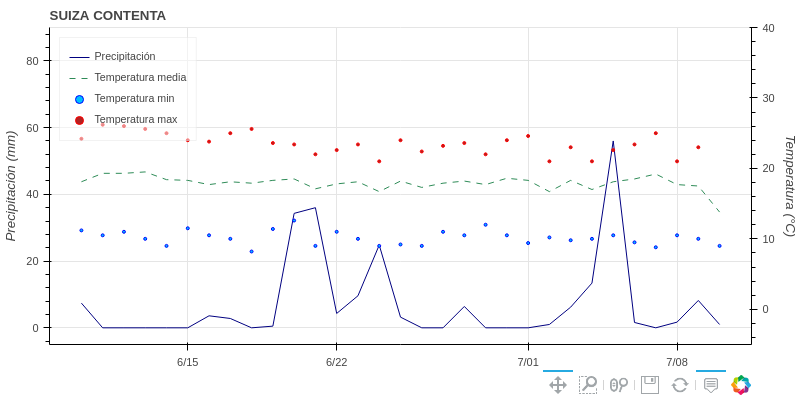 SUIZA CONTENTA
Precipitación
Temperatura media
Temperatura min
Temperatura max
Precipitación (mm)
80
60
40
20
0
Temperatura (°C)
40
30
20
10
0
6/15 6/22 7/01 7/08